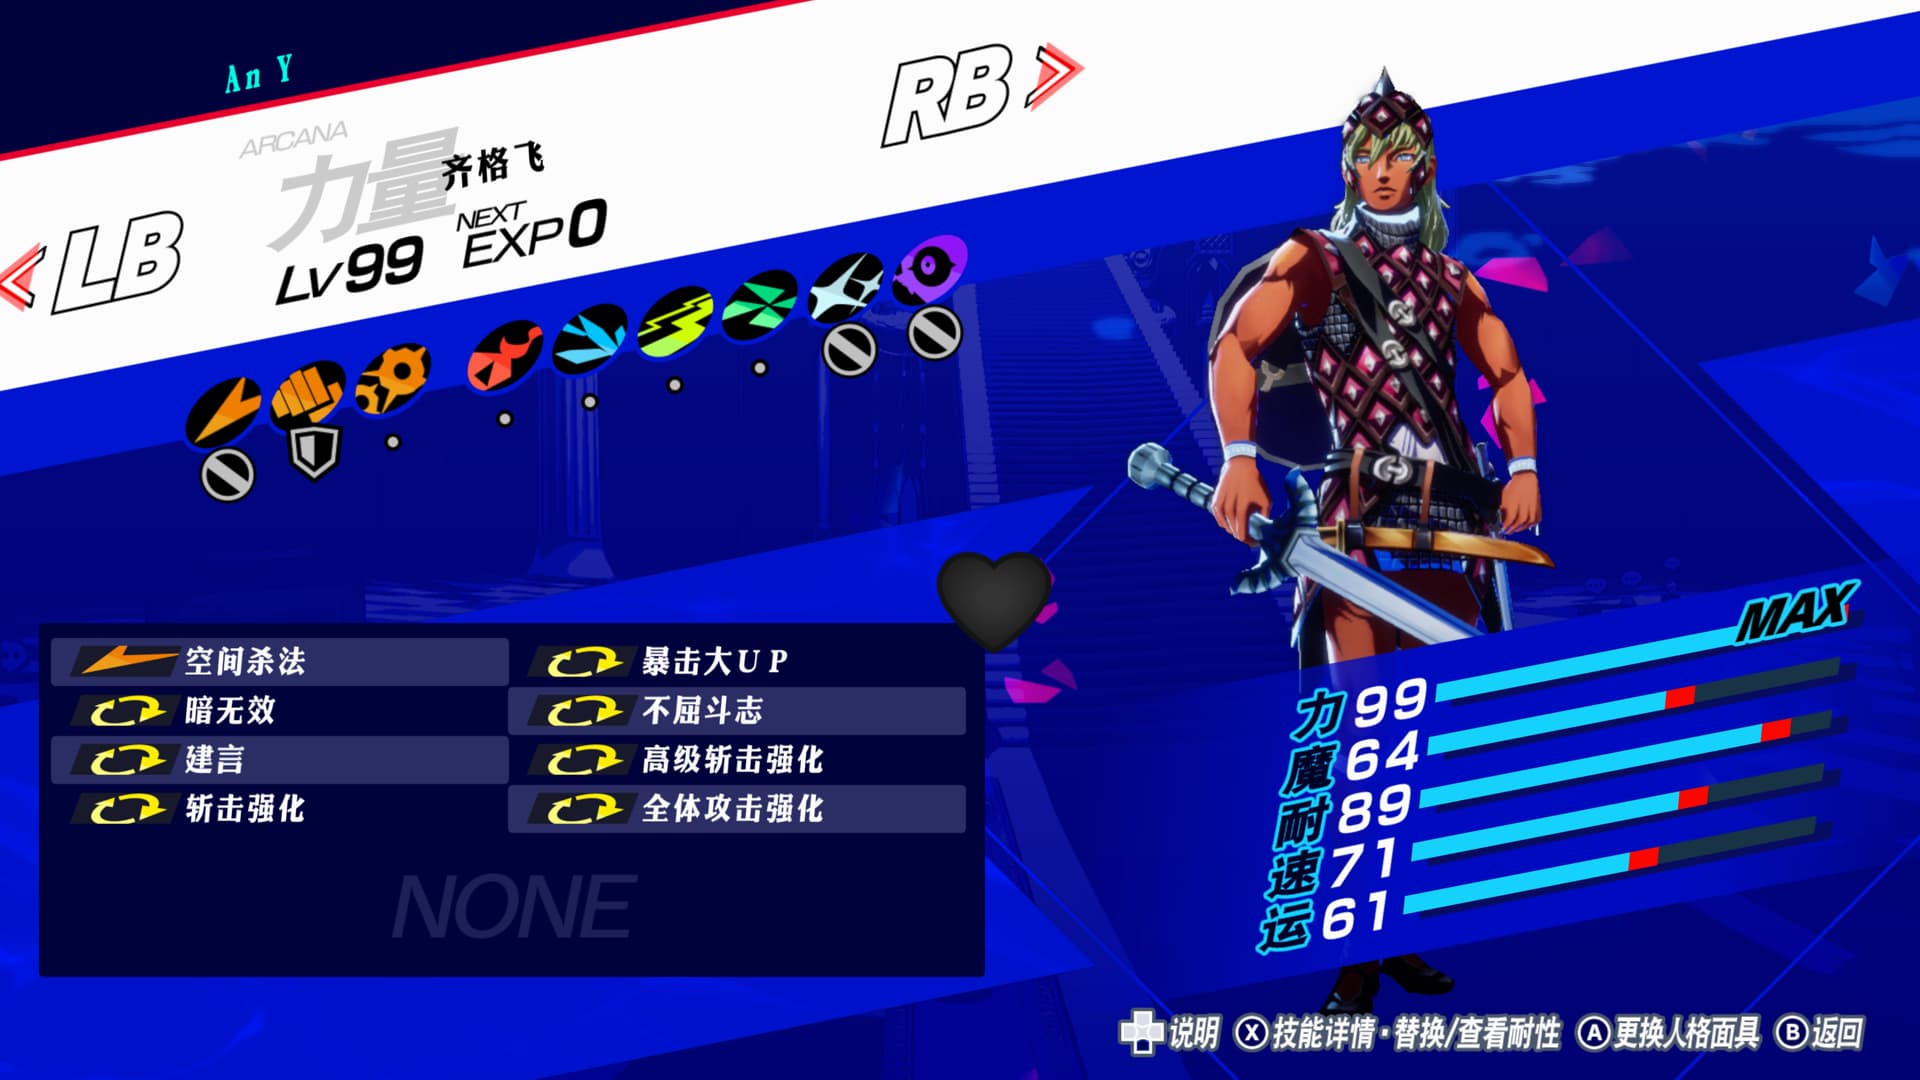 An Y
RB
ARCANA
力量
齐格飞
LB
Lv99
NEXT
EXP0
空间杀法
暴击大UP
暗无效
不屈斗志
建言
高级斩击强化
斩击强化
全体攻击强化
NONE
MAX
力99
魔64
耐89
速71
运61
说明 X技能详情·替换/查看耐性 A更换人格面具 B返回